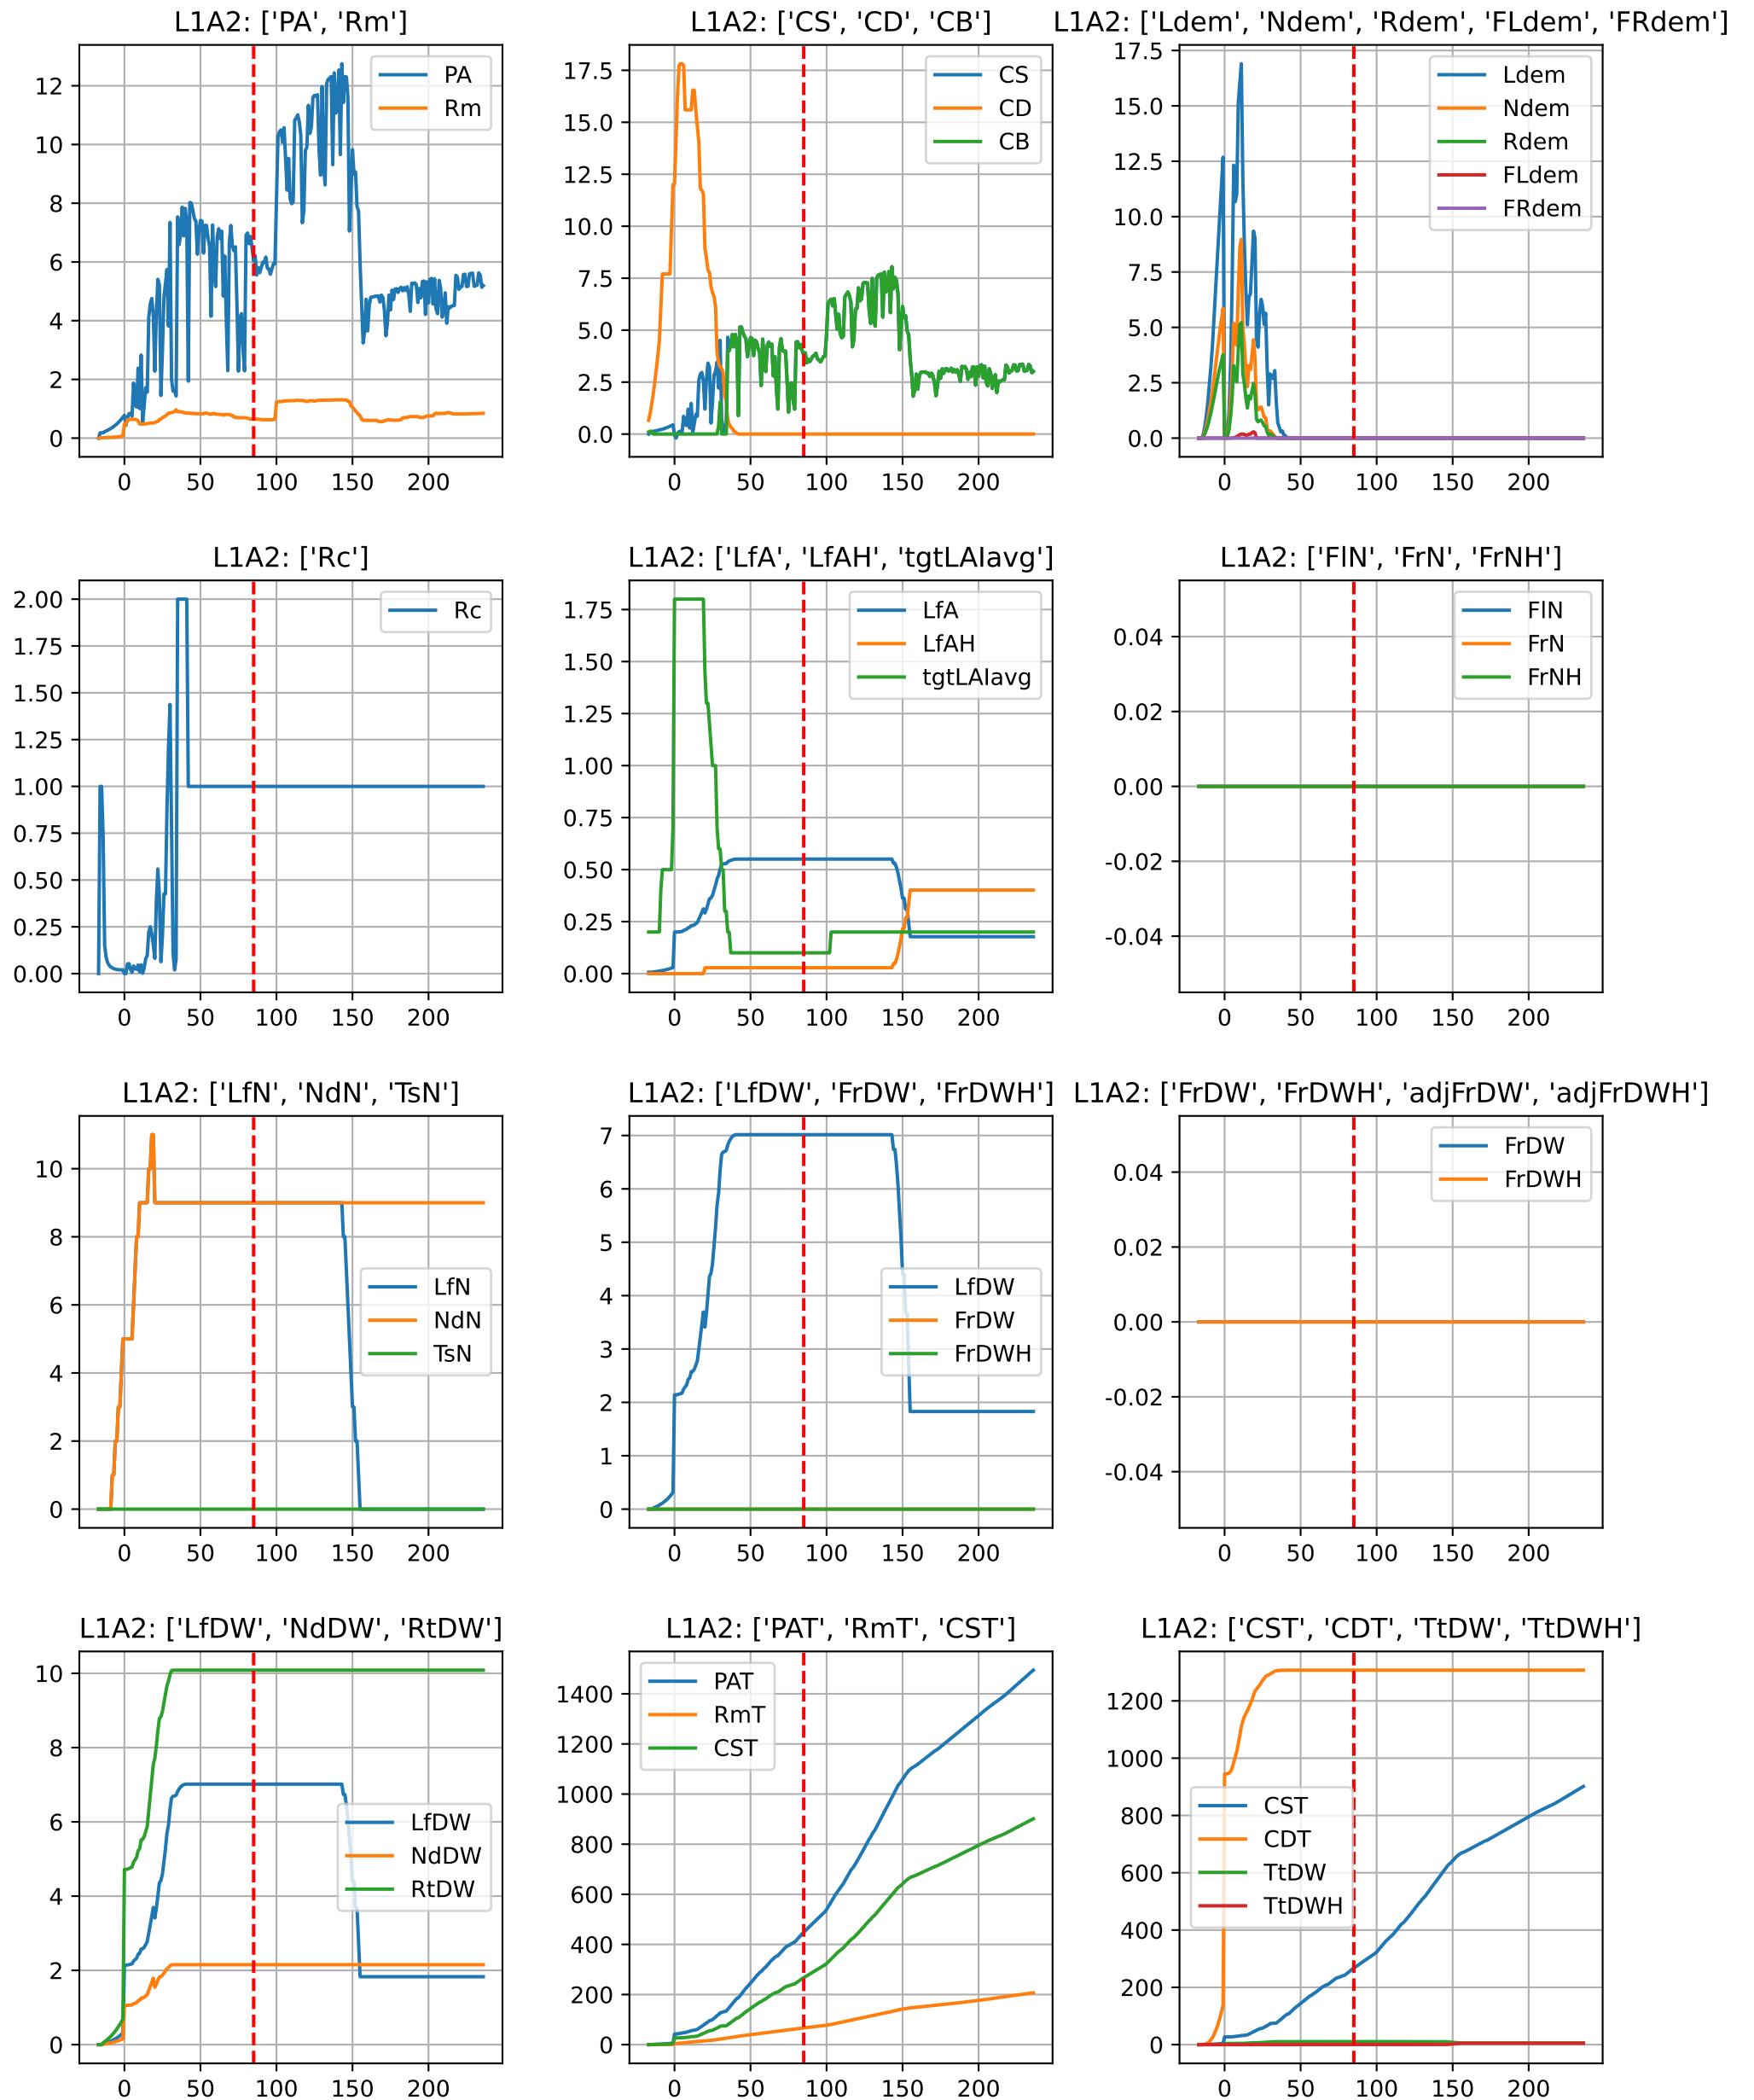 L1A2: ['PA', 'Rm']
12
10
8
6
4
2
0
0 50 100 150 200
PA
Rm
L1A2: ['CS', 'CD', 'CB']
17.5
15.0
12.5
10.0
7.5
5.0
2.5
0.0
0 50 100 150 200
CS
CD
CB
L1A2: ['Ldem', 'Ndem', 'Rdem', 'FLdem', 'FRdem']
17.5
15.0
12.5
10.0
7.5
5.0
2.5
0.0
0 50 100 150 200
Ldem
Ndem
Rdem
FLdem
FRdem
L1A2: ['Rc']
2.00
1.75
1.50
1.25
1.00
0.75
0.50
0.25
0.00
0 50 100 150 200
Rc
L1A2: ['LfA', 'LfAH', 'tgtLAIavg']
1.75
1.50
1.25
1.00
0.75
0.50
0.25
0.00
0 50 100 150 200
LfA
LfAH
tgtLAIavg
L1A2: ['FlN', 'FrN', 'FrNH']
0.04
0.02
0.00
-0.02
-0.04
0 50 100 150 200
FlN
FrN
FrNH
L1A2: ['LfN', 'NdN', 'TsN']
10
8
6
4
2
0
0 50 100 150 200
LfN
NdN
TsN
L1A2: ['LfDW', 'FrDW', 'FrDWH']
7
6
5
4
3
2
1
0
0 50 100 150 200
LfDW
FrDW
FrDWH
L1A2: ['FrDW', 'FrDWH', 'adjFrDW', 'adjFrDWH']
0.04
0.02
0.00
-0.02
-0.04
0 50 100 150 200
FrDW
FrDWH
L1A2: ['LfDW', 'NdDW', 'RtDW']
10
8
6
4
2
0
0 50 100 150 200
LfDW
NdDW
RtDW
L1A2: ['PAT', 'RmT', 'CST']
1400
1200
1000
800
600
400
200
0
0 50 100 150 200
PAT
RmT
CST
L1A2: ['CST', 'CDT', 'TtDW', 'TtDWH']
1200
1000
800
600
400
200
0
0 50 100 150 200
CST
CDT
TtDW
TtDWH